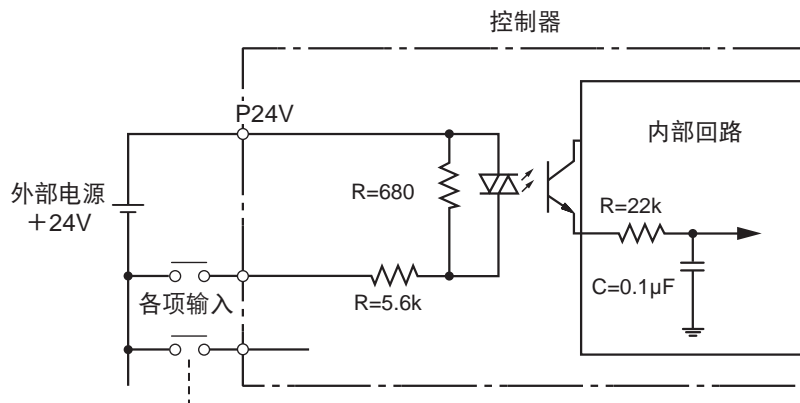 控制器
P24V
内部回路
外部电源
＋24V
R=680
R=22k
各项输入
R=5.6k
C=0.1µF